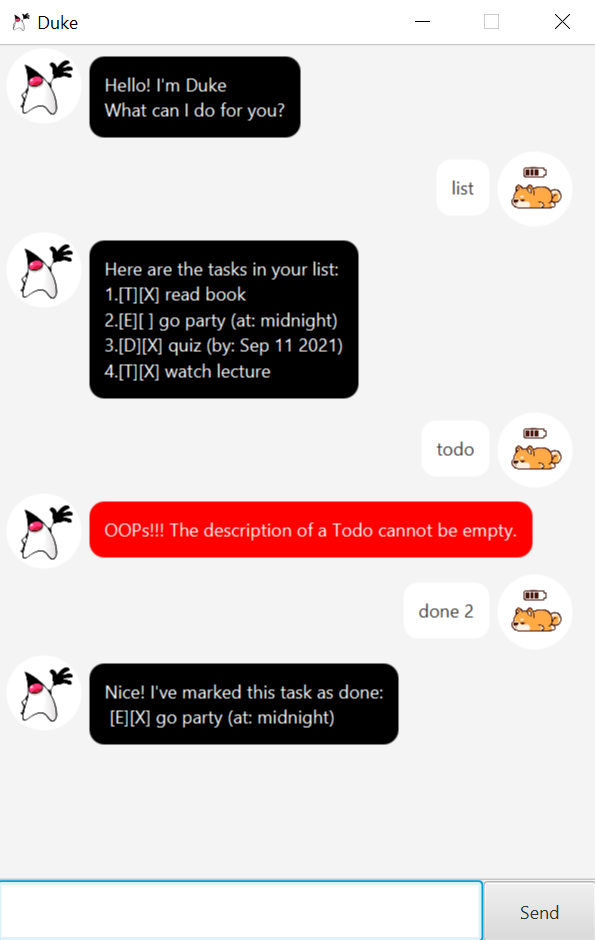 Duke
Hello! I'm Duke
What can I do for you?
list
Here are the tasks in your list:
1.[T][X] read book
2.[E][ ] go party (at: midnight)
3.[D][X] quiz (by: Sep 11 2021)
4.[T][X] watch lecture
todo
OOPs!!! The description of a Todo cannot be empty.
done 2
Nice! I've marked this task as done:
[E][X] go party (at: midnight)
Send